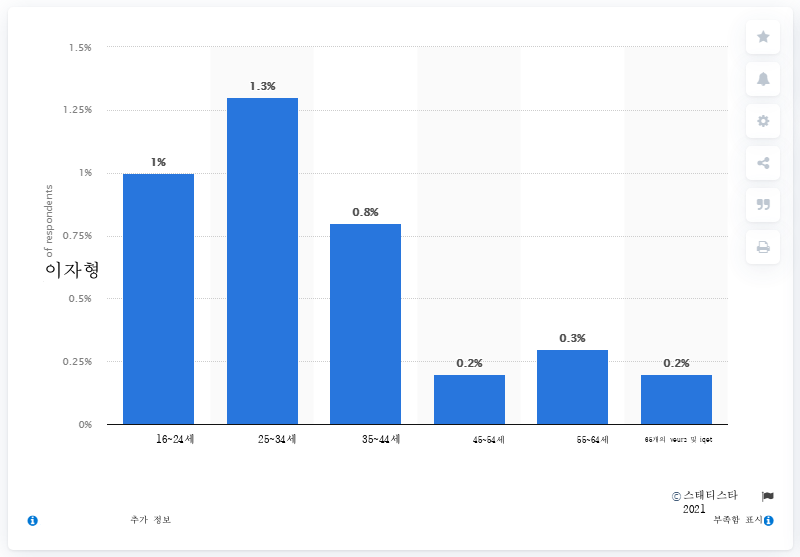 1.5%
1.3%
1.25%
1%
1%
0.8%
of respondents
0.75%
이자형
0.5%
0.3%
0.25%
0.2%
0.2%
0%
16~24세
25~34세
35~44세
45~54세
55~64세
© 스태티스타
2021
추가 정보
부족함 표시